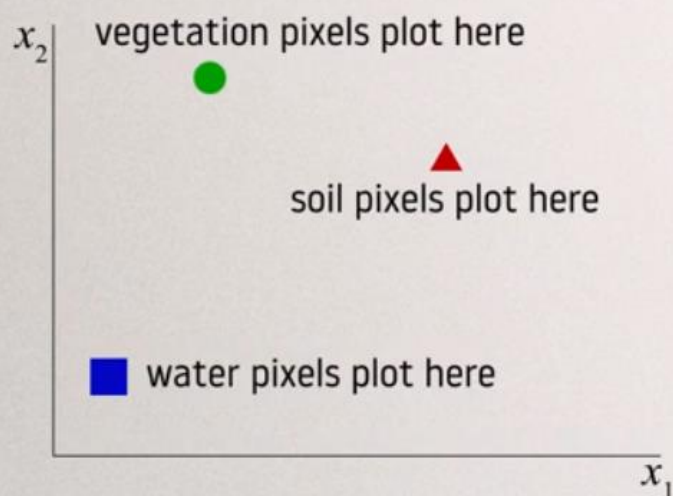 x₂
vegetation pixels plot here
soil pixels plot here
water pixels plot here
x₁